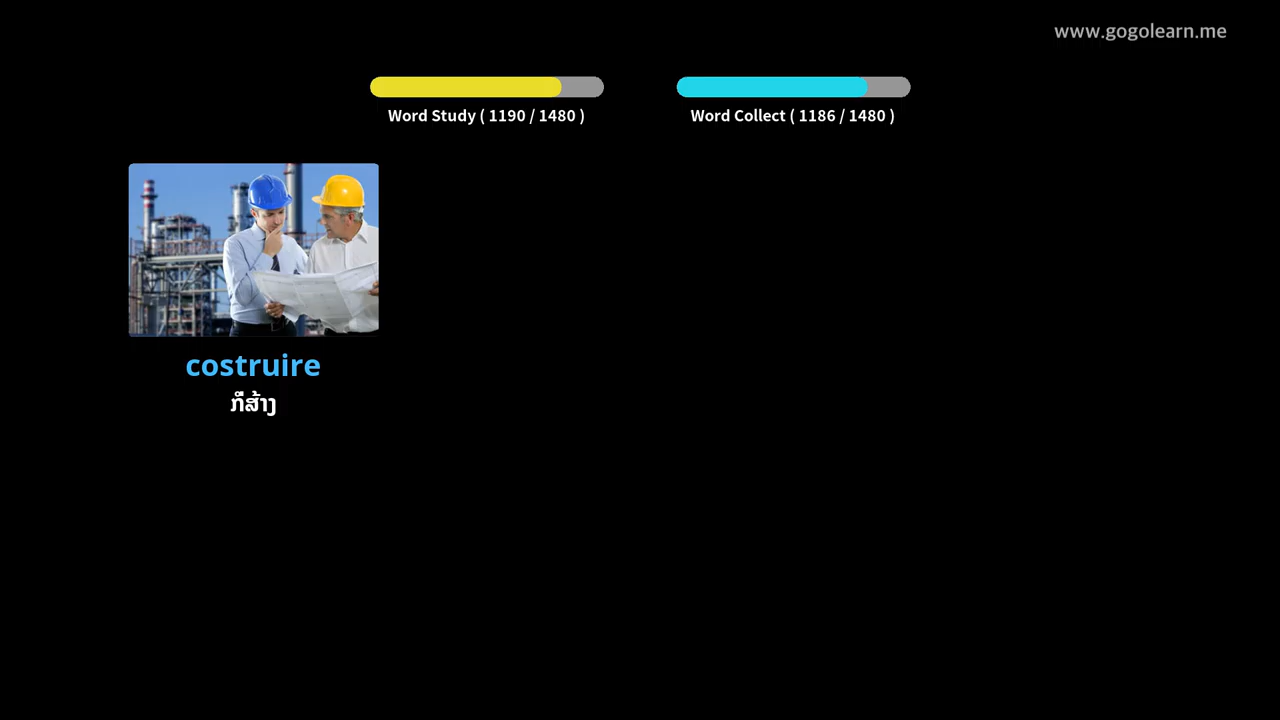 www.gogolearn.me
Word Study ( 1190 / 1480 )
Word Collect ( 1186 / 1480 )
costruire
ກໍ່ສ້າງ